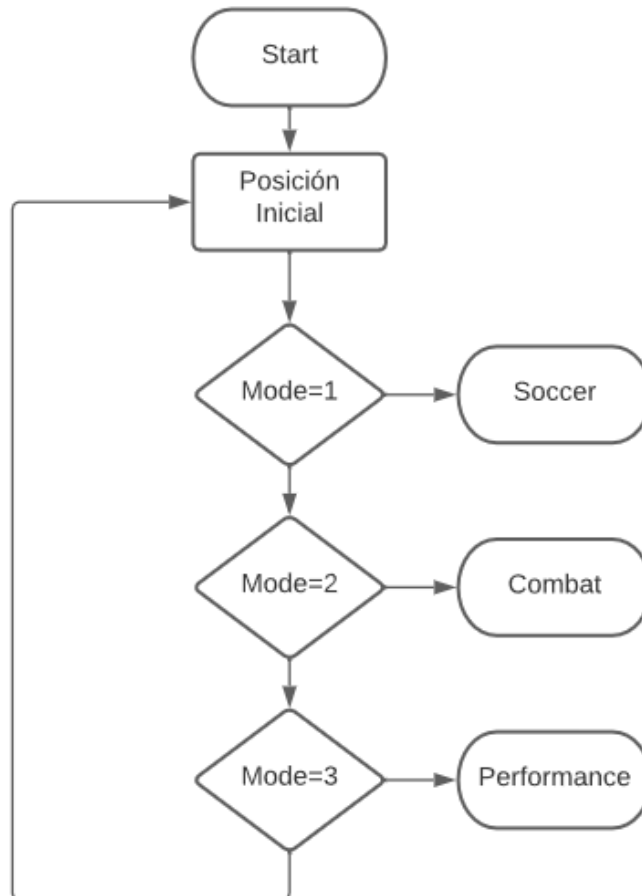 Start
Posición
Inicial
Mode=1
Soccer
Mode=2
Combat
Mode=3
Performance